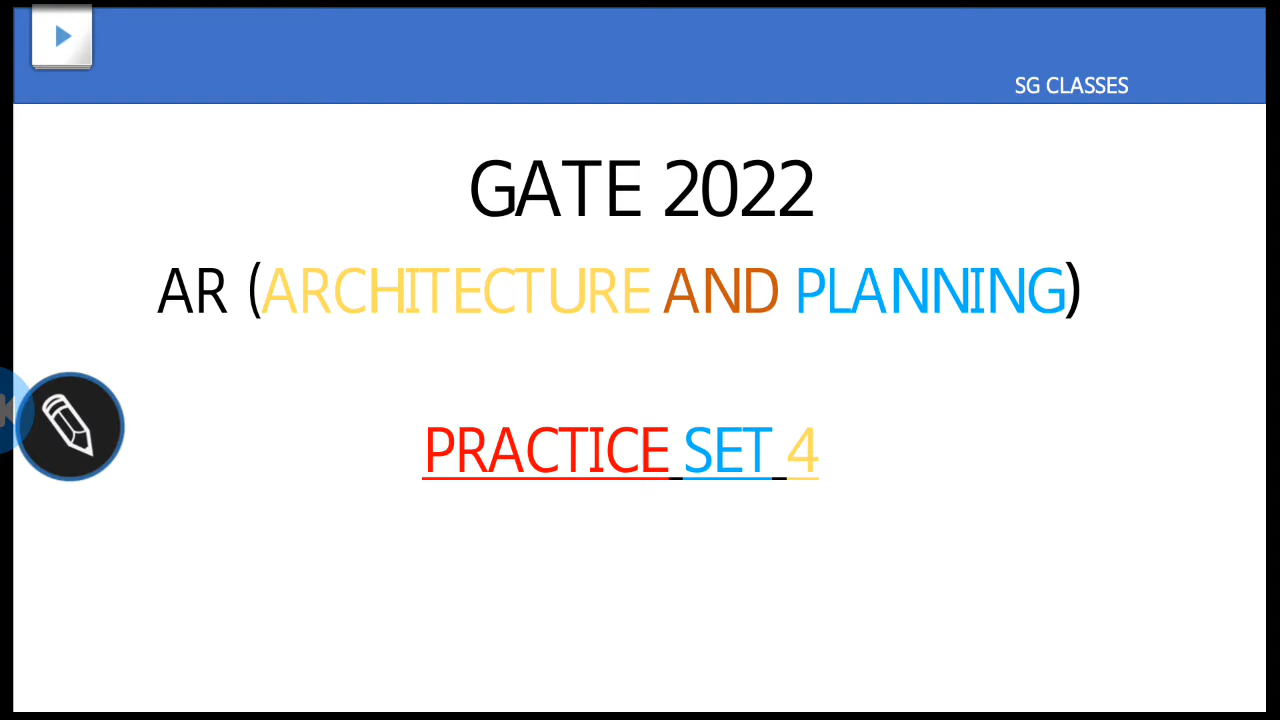 SG CLASSES
GATE 2022
AR (ARCHITECTURE AND PLANNING)
PRACTICE SET 4